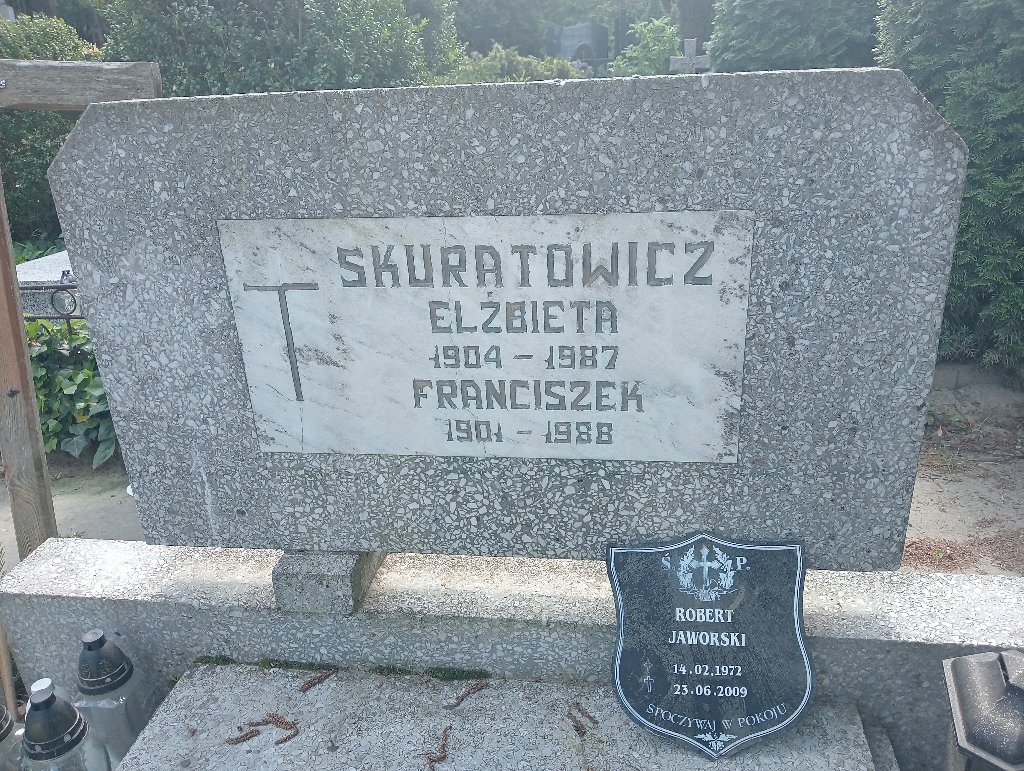 SKURATOWICZ
ELŻBIETA
1904 - 1987
FRANCISZEK
1901 - 1988
Ś. P.
ROBERT
JAWORSKI
14.02.1972
23.06.2009
SPOCZYWAJ W POKOJU